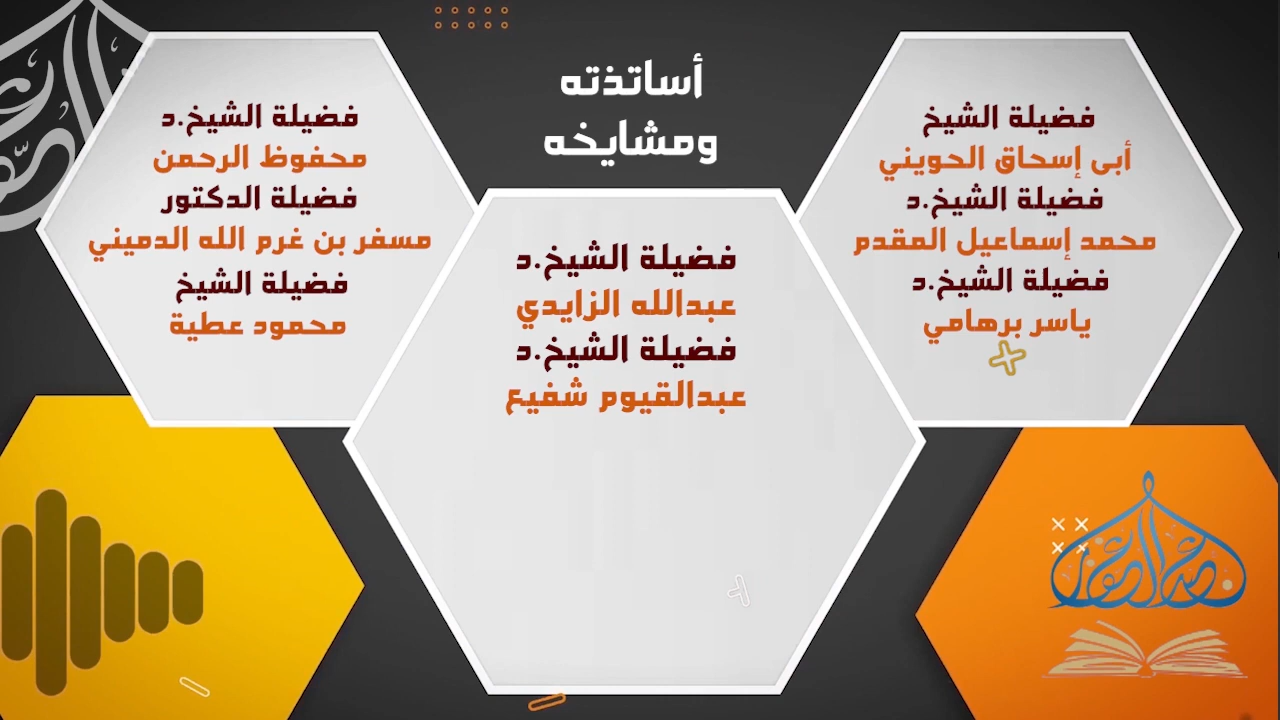 أساتذته
ومشايخه
فضيلة الشيخ
أبى إسحاق الحويني
فضيلة الشيخ.د
محمد إسماعيل المقدم
فضيلة الشيخ.د
ياسر برهامي
فضيلة الشيخ.د
عبدالله الزايدي
فضيلة الشيخ.د
عبدالقيوم شفيع
فضيلة الشيخ.د
محفوظ الرحمن
فضيلة الدكتور
مسفر بن غرم الله الدميني
فضيلة الشيخ
محمود عطية